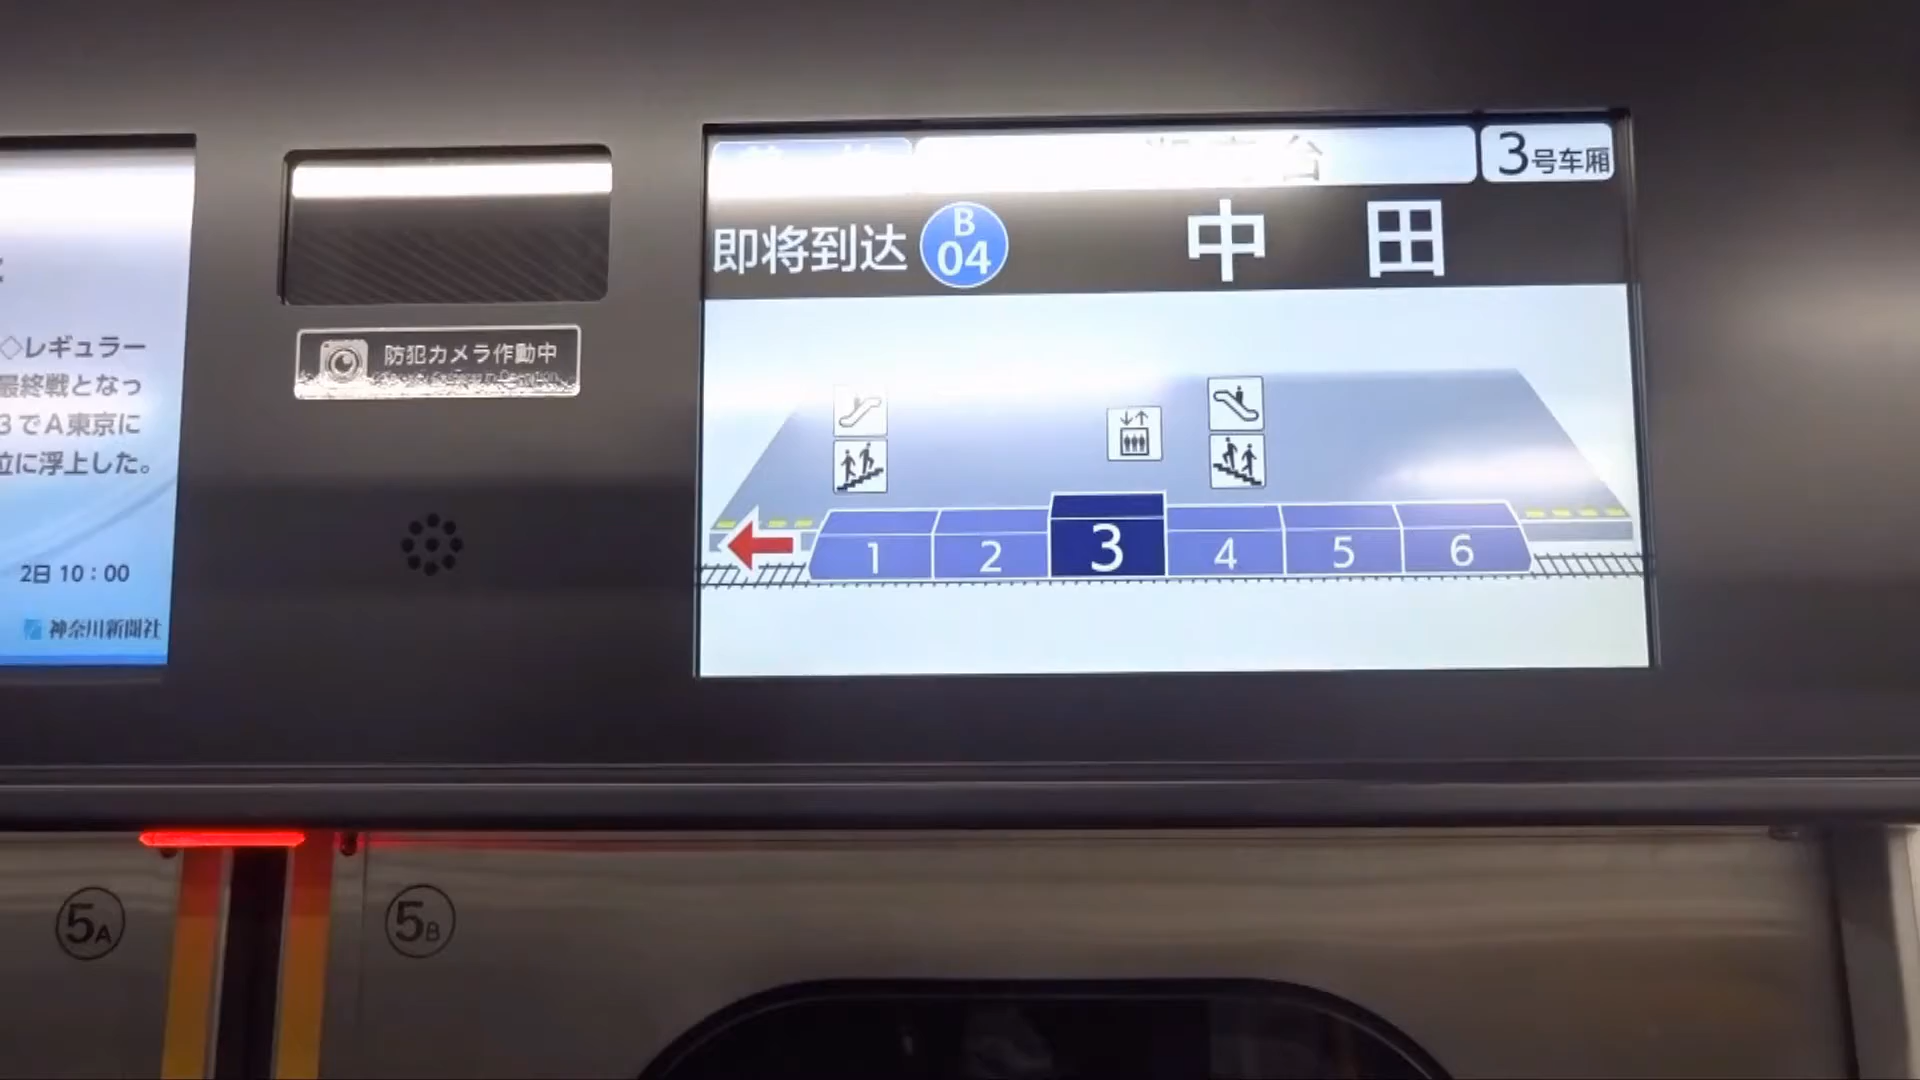 ◇レギュラー
最終戦となっ
3でA東京に
位に浮上した。
2日 10：00
神奈川新聞社
防犯カメラ作動中
台
3号车厢
即将到达
B
04
中 田
1
2
3
4
5
6
5A
5B